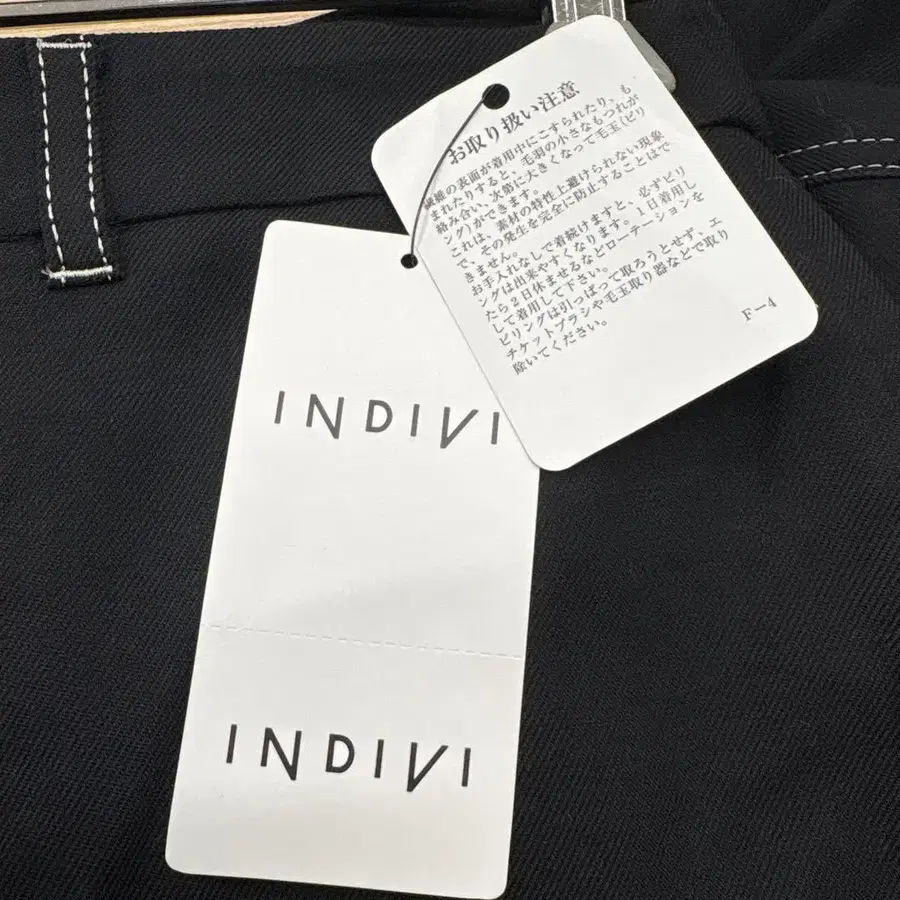 お取り扱い注意
繊維の表面が着用中にこすられたり、も
まれたりすると、毛羽の小さなもつれが
絡み合い、次第に大きくなって毛玉(ピリ
ング)ができます。
これは、素材の特性上避けられない現象
で、その発生を完全に防止することはで
きません。
お手入れなしで着続けますと、必ずピリ
ングは出来やすくなります。1日着用し
たら2日休ませるなどローテーションを
して着用して下さい。
ピリングは引っぱって取ろうとせず、エ
チケットブラシや毛玉取り器などで取り
除いてください。
F－4
INDIVI
INDIVI